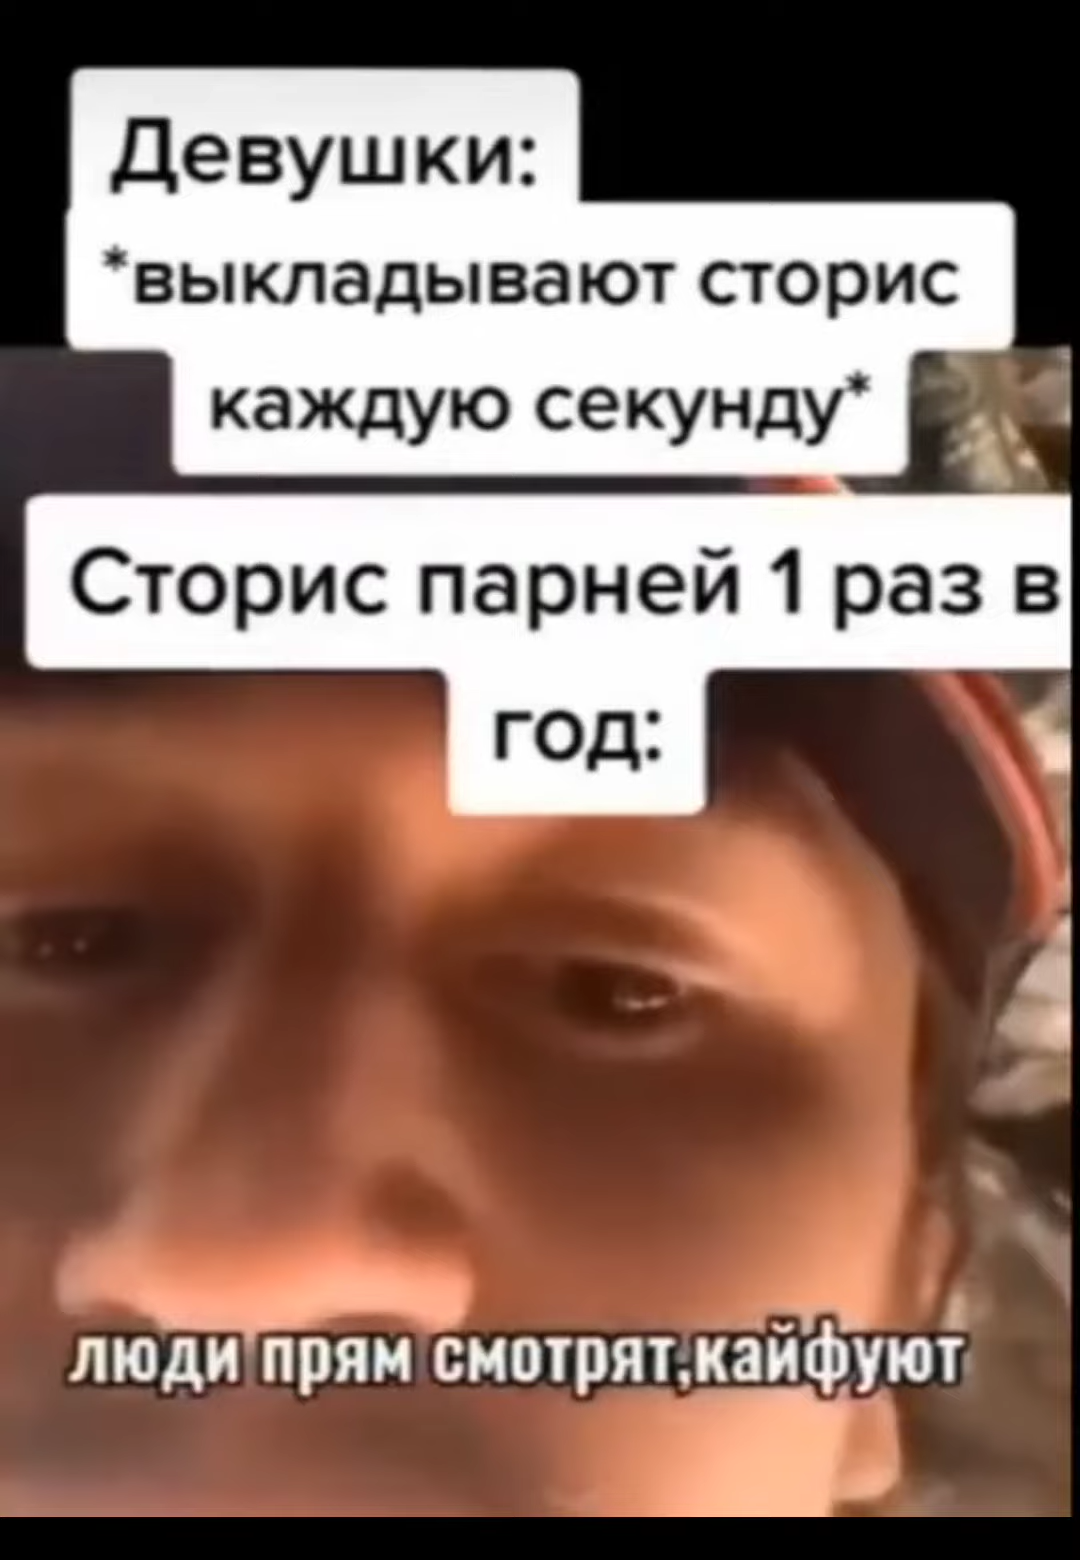 Девушки:
*выкладывают сторис
каждую секунду*
Сторис парней 1 раз в
год:
люди прям смотрят,кайфуют